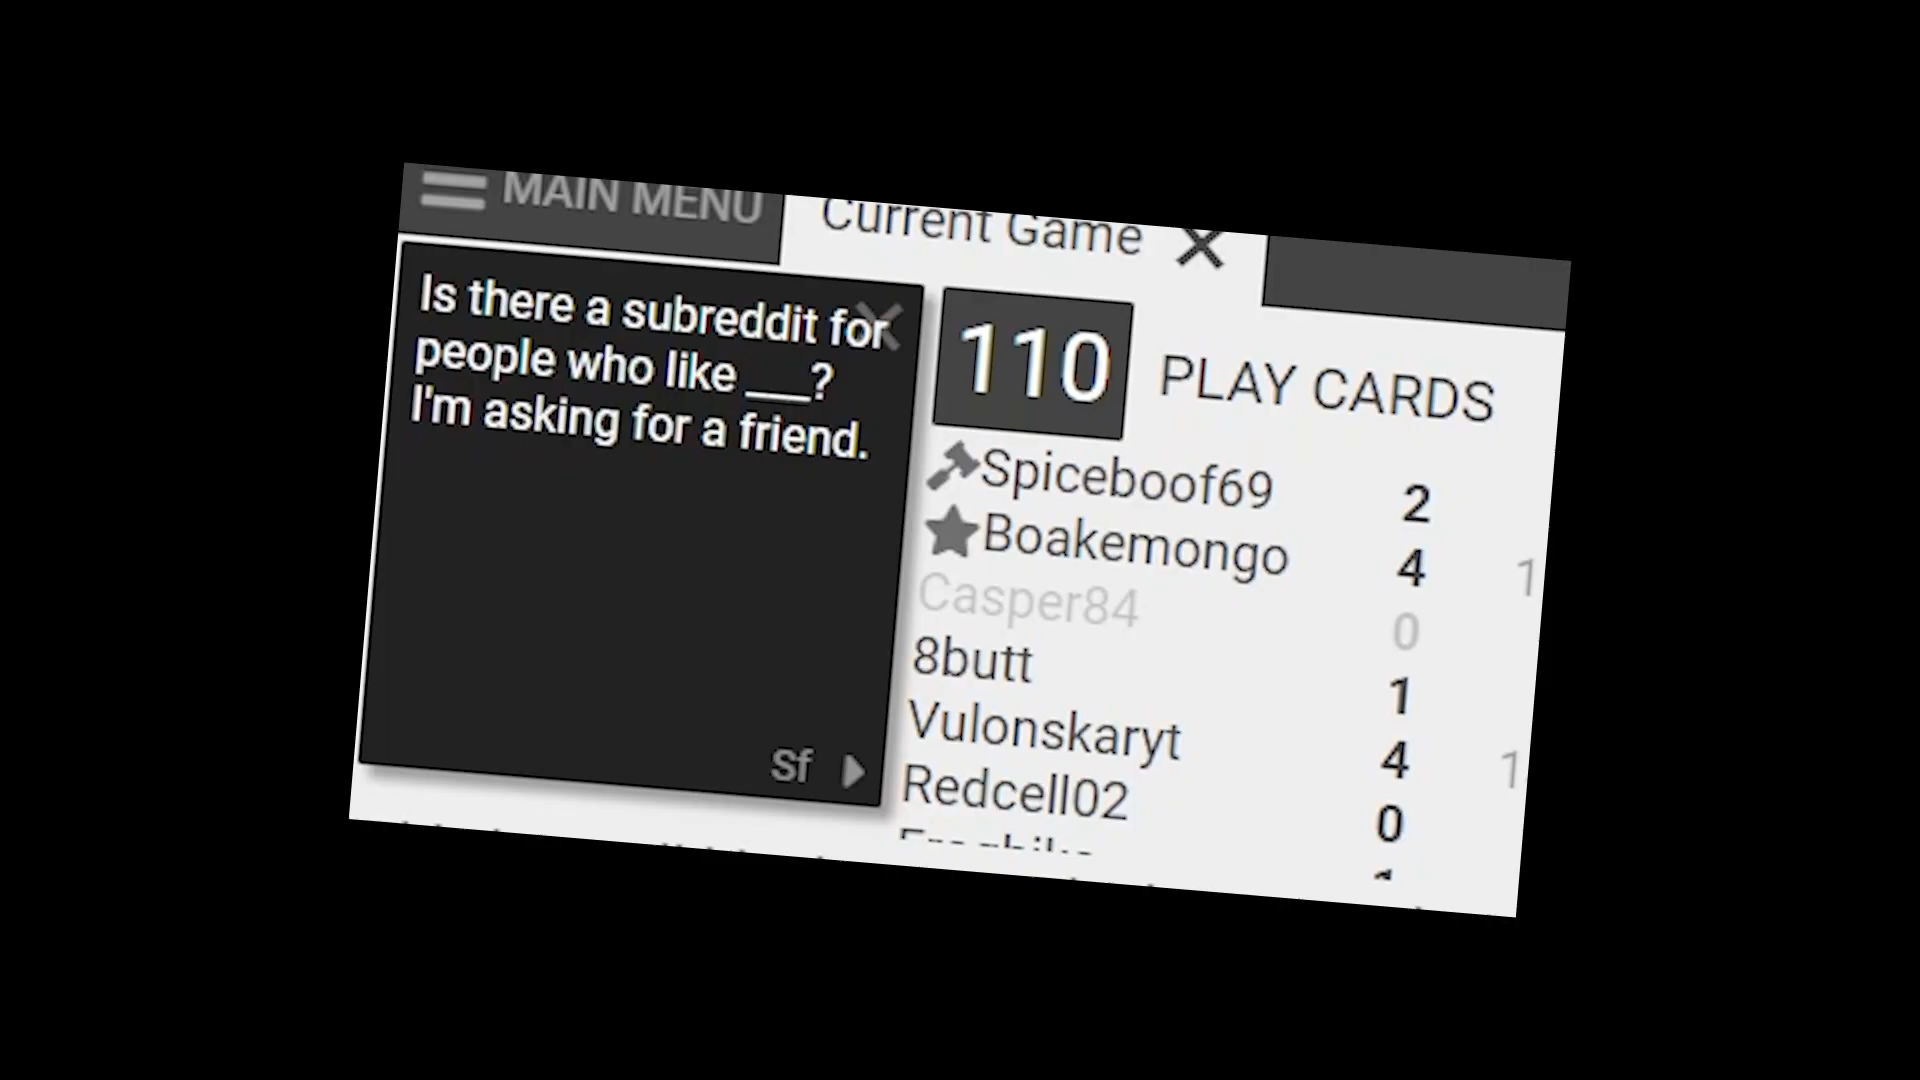 MAIN MENU
Current Game
Is there a subreddit for
people who like ___?
I'm asking for a friend.
Sf
110
PLAY CARDS
Spiceboof69 2
Boakemongo 4 1
Casper84 0
8butt 1
Vulonskaryt 4 1
Redcell02 0